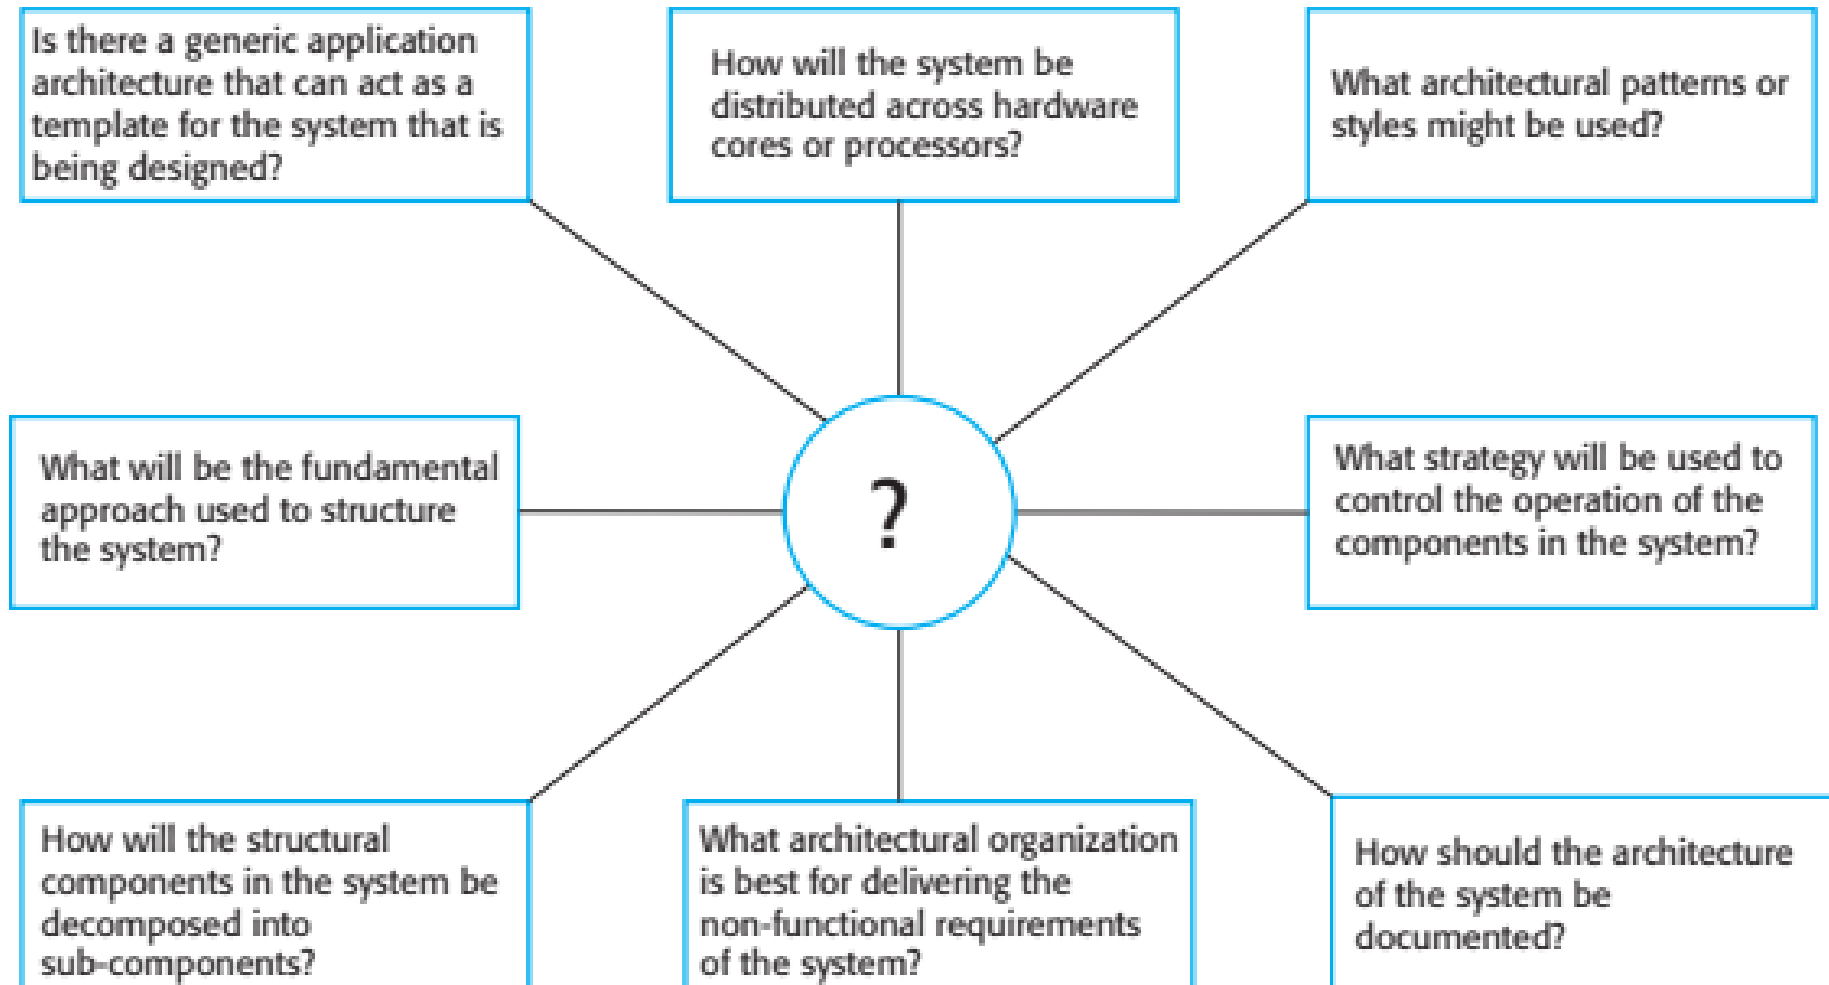 Is there a generic application
architecture that can act as a
template for the system that is
being designed?
How will the system be
distributed across hardware
cores or processors?
What architectural patterns or
styles might be used?
What will be the fundamental
approach used to structure
the system?
?
What strategy will be used to
control the operation of the
components in the system?
How will the structural
components in the system be
decomposed into
sub-components?
What architectural organization
is best for delivering the
non-functional requirements
of the system?
How should the architecture
of the system be
documented?